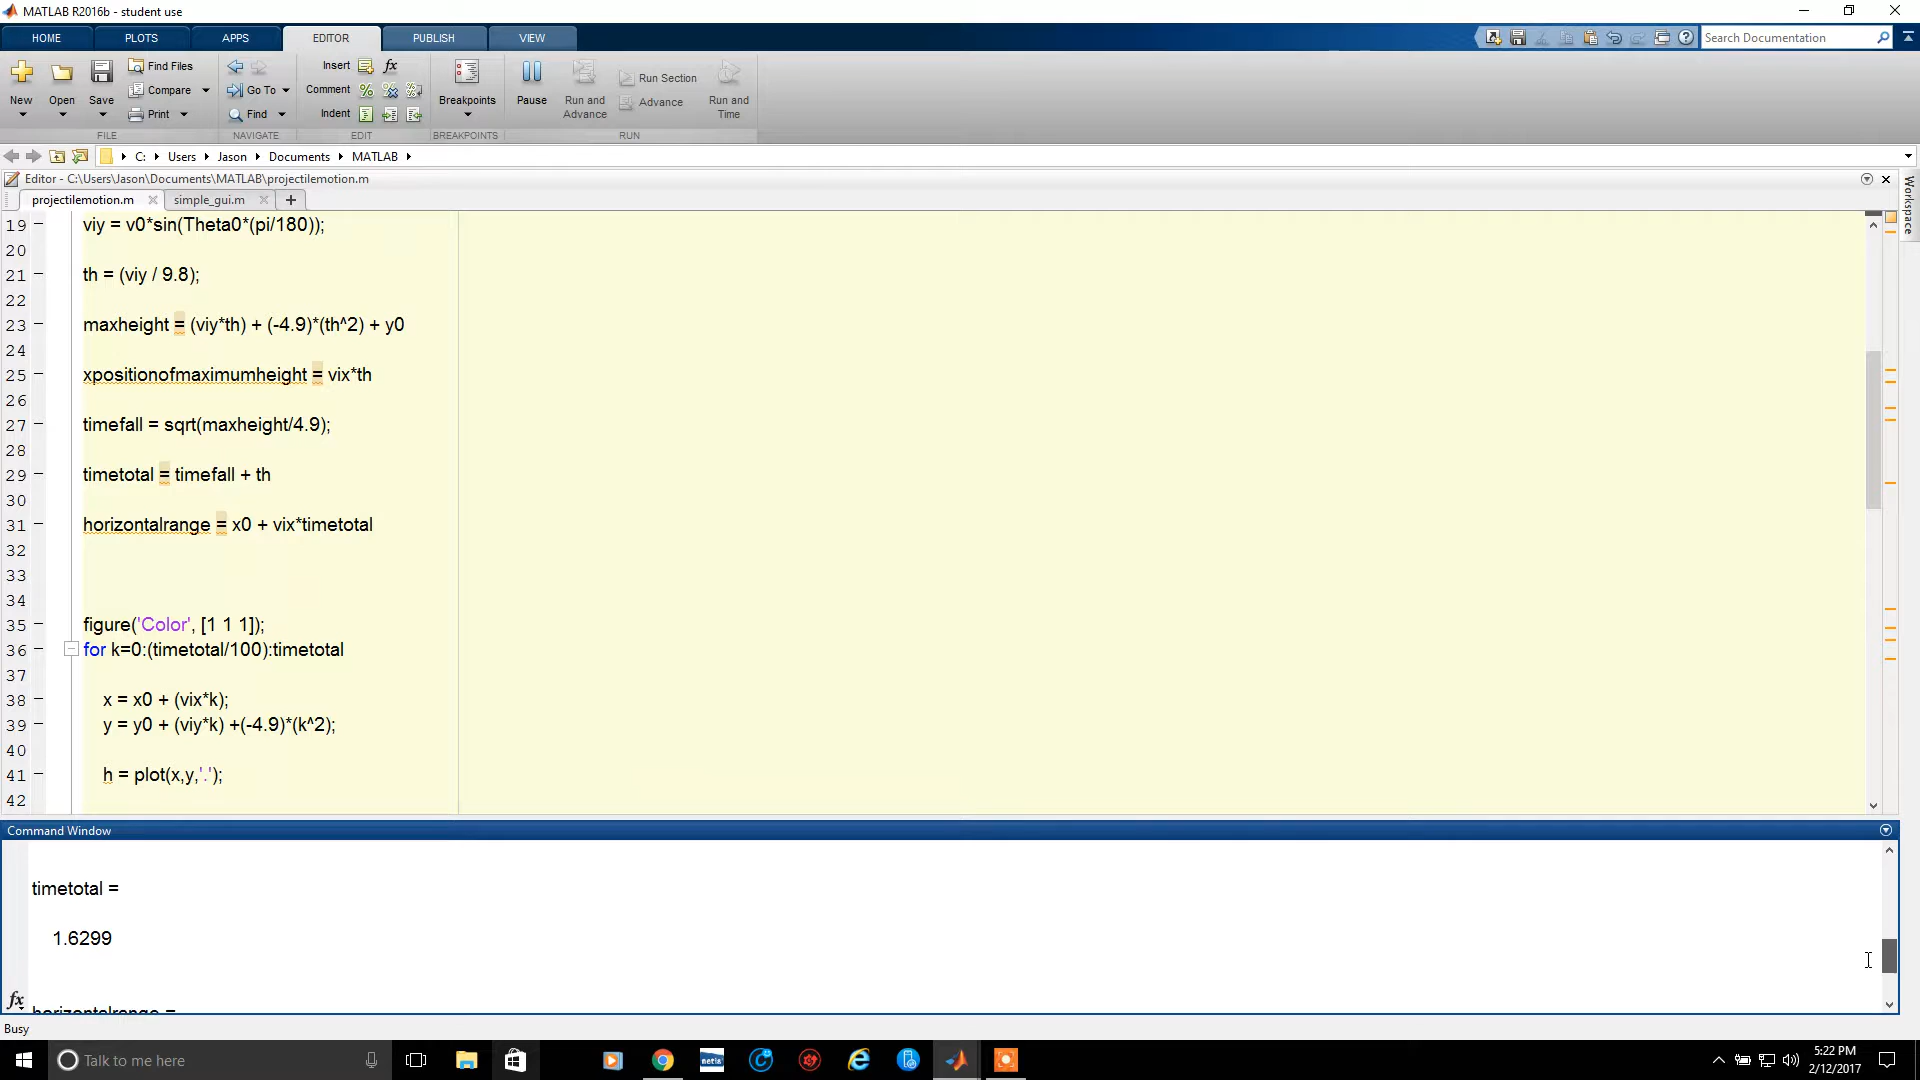 MATLAB R2016b - student use
HOME PLOTS APPS EDITOR PUBLISH VIEW
Search Documentation
New Open Save Find Files Compare Print
Go To Find
Insert fx
Comment
Indent
Breakpoints
Pause
Run and Advance
Run Section
Advance
Run and Time
FILE NAVIGATE EDIT BREAKPOINTS RUN
C: Users Jason Documents MATLAB
Editor - C:\Users\Jason\Documents\MATLAB\projectilemotion.m
projectilemotion.m simple_gui.m +
Workspace
19 viy = v0*sin(Theta0*(pi/180));
20
21 th = (viy / 9.8);
22
23 maxheight = (viy*th) + (-4.9)*(th^2) + y0
24
25 xpositionofmaximumheight = vix*th
26
27 timefall = sqrt(maxheight/4.9);
28
29 timetotal = timefall + th
30
31 horizontalrange = x0 + vix*timetotal
32
33
34
35 figure('Color', [1 1 1]);
36 for k=0:(timetotal/100):timetotal
37
38 x = x0 + (vix*k);
39 y = y0 + (viy*k) +(-4.9)*(k^2);
40
41 h = plot(x,y,'.');
42
Command Window
timetotal =
1.6299
horizontalrange =
fx
Busy
Talk to me here
netis
5:22 PM
2/12/2017